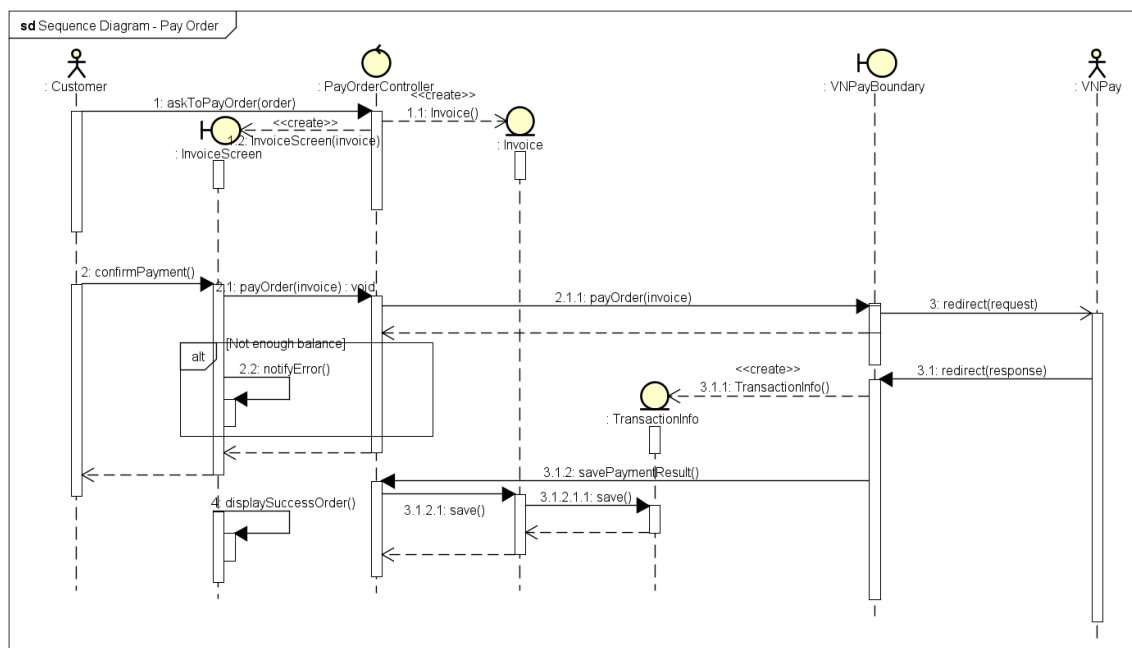 sd Sequence Diagram - Pay Order
: Customer
: PayOrderController
: VNPayBoundary
: VNPay
1: askToPayOrder(order)
<<create>>
1.1: Invoice()
<<create>>
1.2: InvoiceScreen(invoice)
: InvoiceScreen
: Invoice
2: confirmPayment()
2.1: payOrder(invoice) : void
2.1.1: payOrder(invoice)
3: redirect(request)
alt
[Not enough balance]
2.2: notifyError()
3.1: redirect(response)
<<create>>
3.1.1: TransactionInfo()
: TransactionInfo
3.1.2: savePaymentResult()
4: displaySuccessOrder()
3.1.2.1: save()
3.1.2.1.1: save()